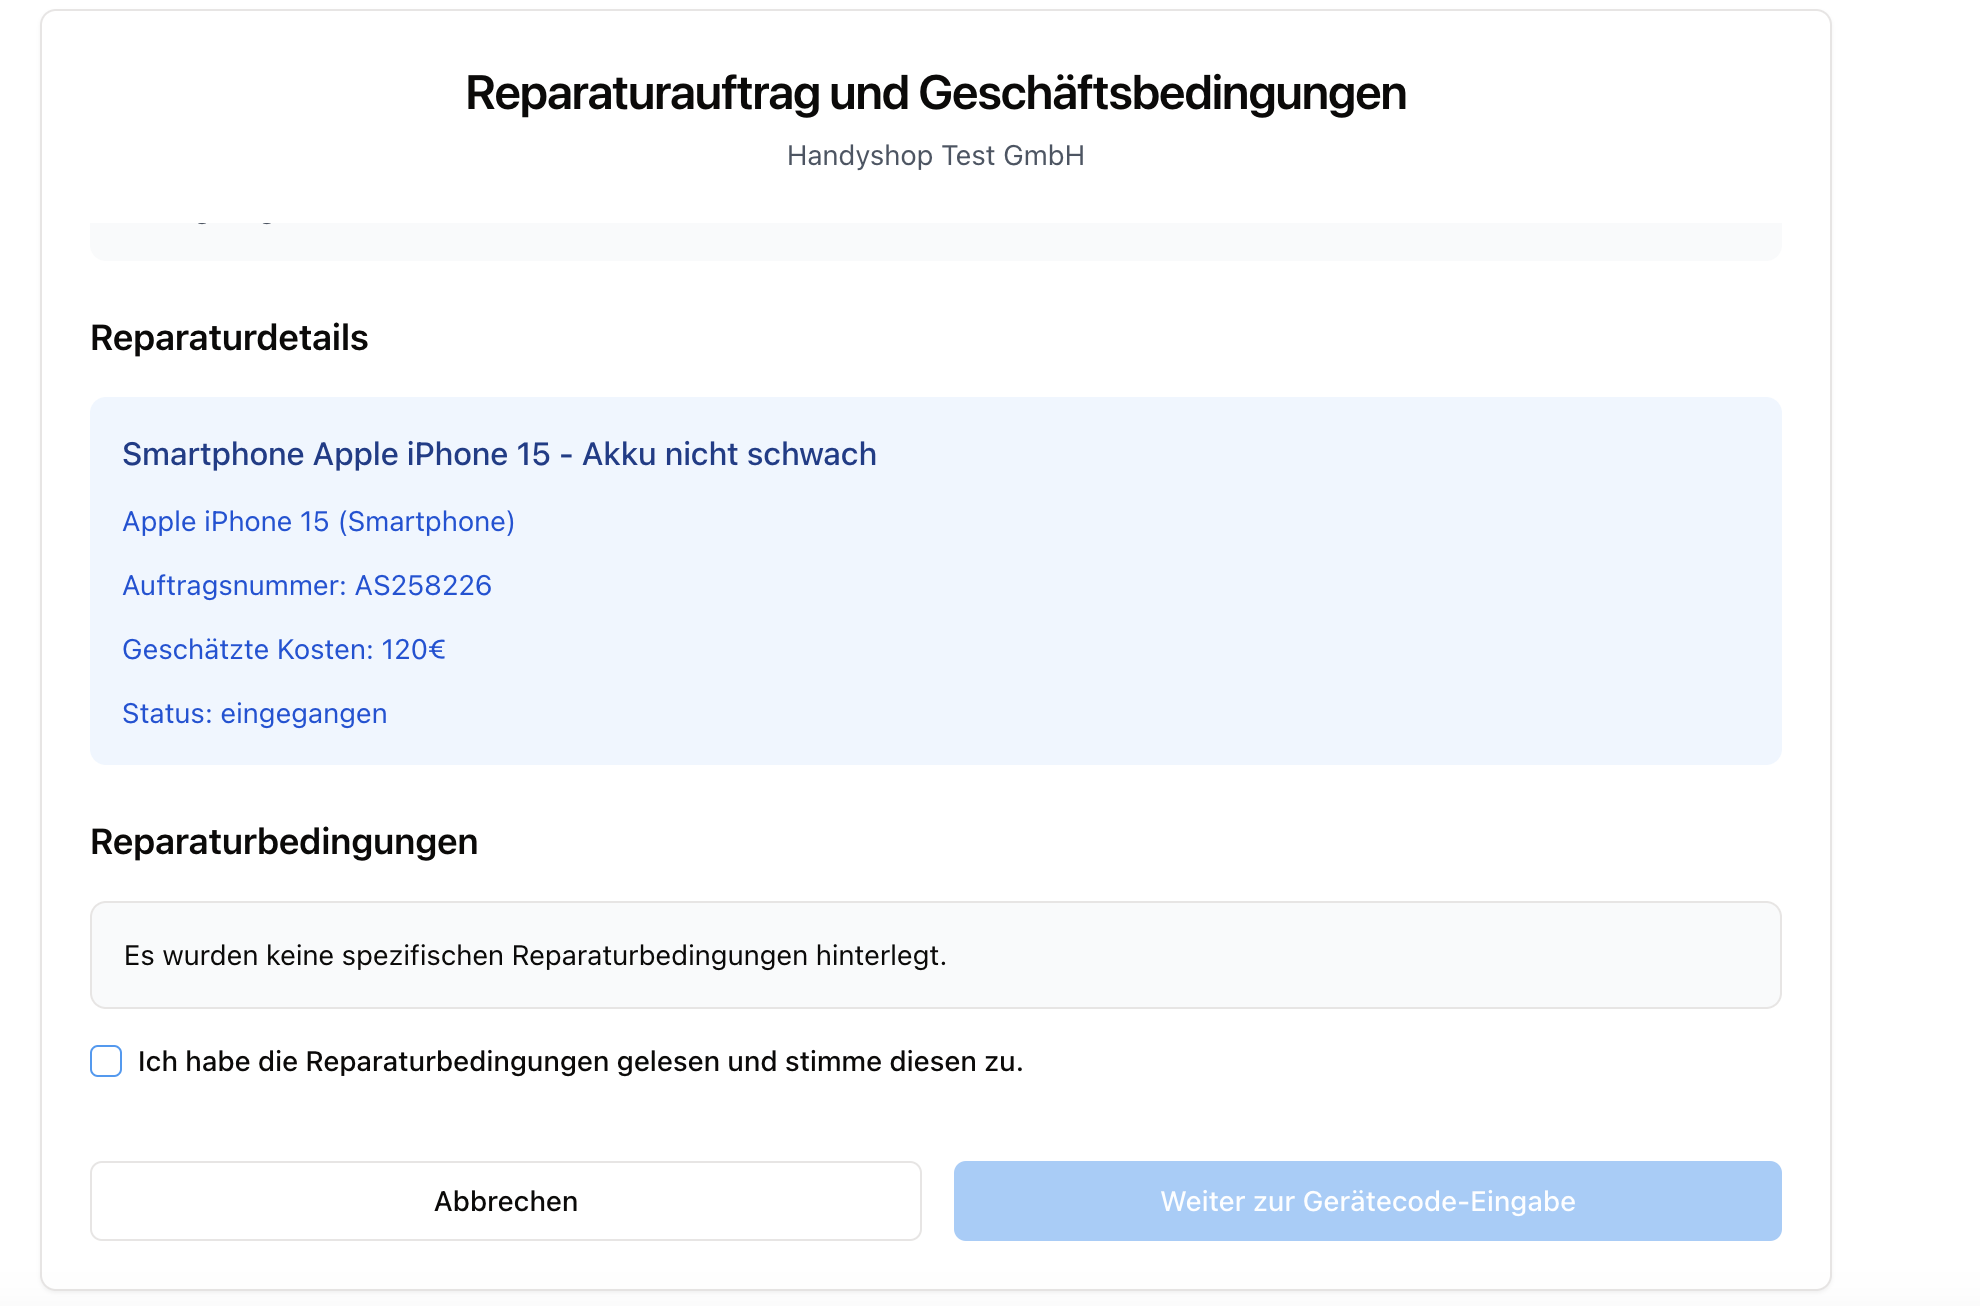 Reparaturauftrag und Geschäftsbedingungen
Handyshop Test GmbH
Reparaturdetails
Smartphone Apple iPhone 15 - Akku nicht schwach
Apple iPhone 15 (Smartphone)
Auftragsnummer: AS258226
Geschätzte Kosten: 120€
Status: eingegangen
Reparaturbedingungen
Es wurden keine spezifischen Reparaturbedingungen hinterlegt.
Ich habe die Reparaturbedingungen gelesen und stimme diesen zu.
Abbrechen
Weiter zur Gerätecode-Eingabe